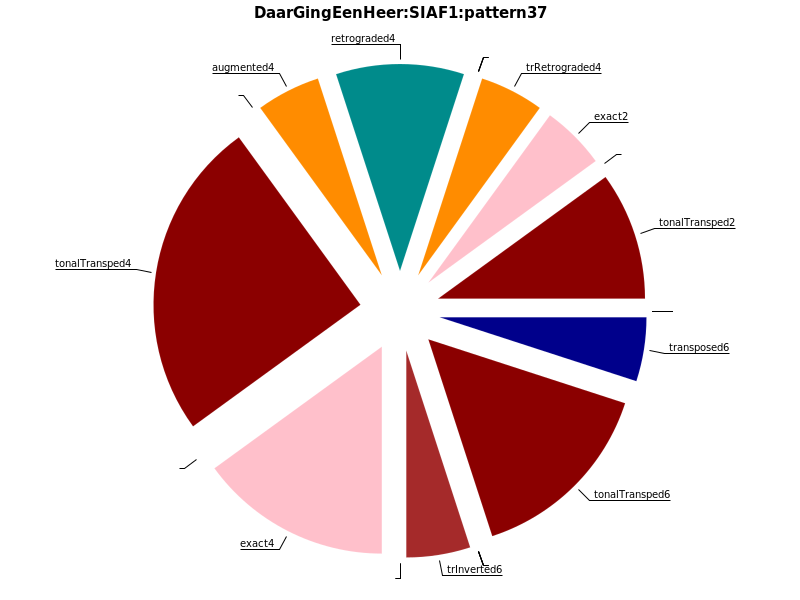 DaarGingEenHeer:SIAF1:pattern37
retrograded4
augmented4
trRetrograded4
exact2
tonalTransped2
tonalTransped4
transposed6
tonalTransped6
exact4
trInverted6